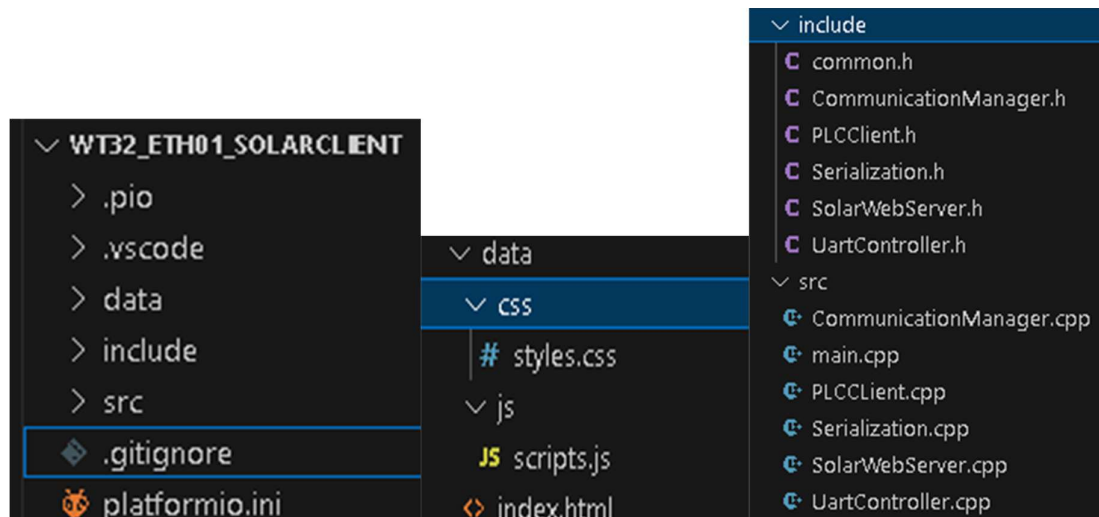 WT32_ETH01_SOLARCLIENT
.pio
.vscode
data
include
src
.gitignore
platformio.ini
data
css
# styles.css
js
JS scripts.js
<> index.html
include
C common.h
C CommunicationManager.h
C PLCClient.h
C Serialization.h
C SolarWebServer.h
C UartController.h
src
CommunicationManager.cpp
main.cpp
PLCCLient.cpp
Serialization.cpp
SolarWebServer.cpp
UartController.cpp